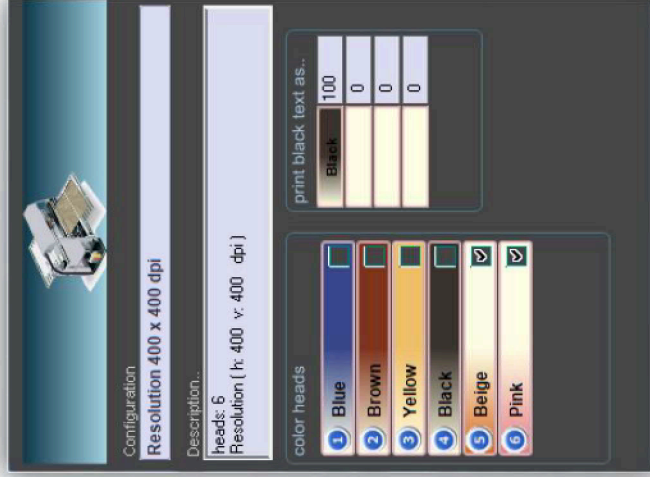 Configuration
Resolution 400 x 400 dpi
Description..
heads: 6
Resolution ( h: 400 v: 400 dpi )
color heads
1 Blue
2 Brown
3 Yellow
4 Black
5 Beige
6 Pink
print black text as..
Black 100
0
0
0